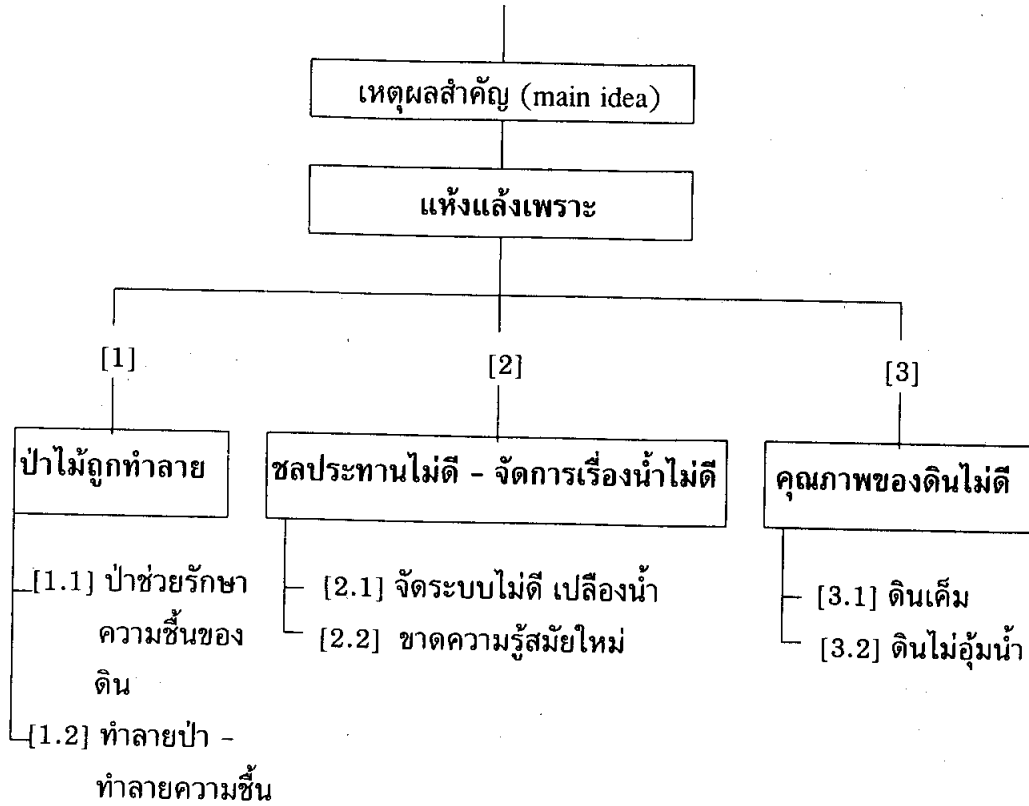 เหตุผลสำคัญ (main idea)
แห้งแล้งเพราะ
[1]
[2]
[3]
ป่าไม้ถูกทำลาย
ชลประทานไม่ดี - จัดการเรื่องน้ำไม่ดี
คุณภาพของดินไม่ดี
[1.1] ป่าช่วยรักษา
ความชื้นของ
ดิน
[1.2] ทำลายป่า -
ทำลายความชื้น
[2.1] จัดระบบไม่ดี เปลืองน้ำ
[2.2] ขาดความรู้สมัยใหม่
[3.1] ดินเค็ม
[3.2] ดินไม่อุ้มน้ำ